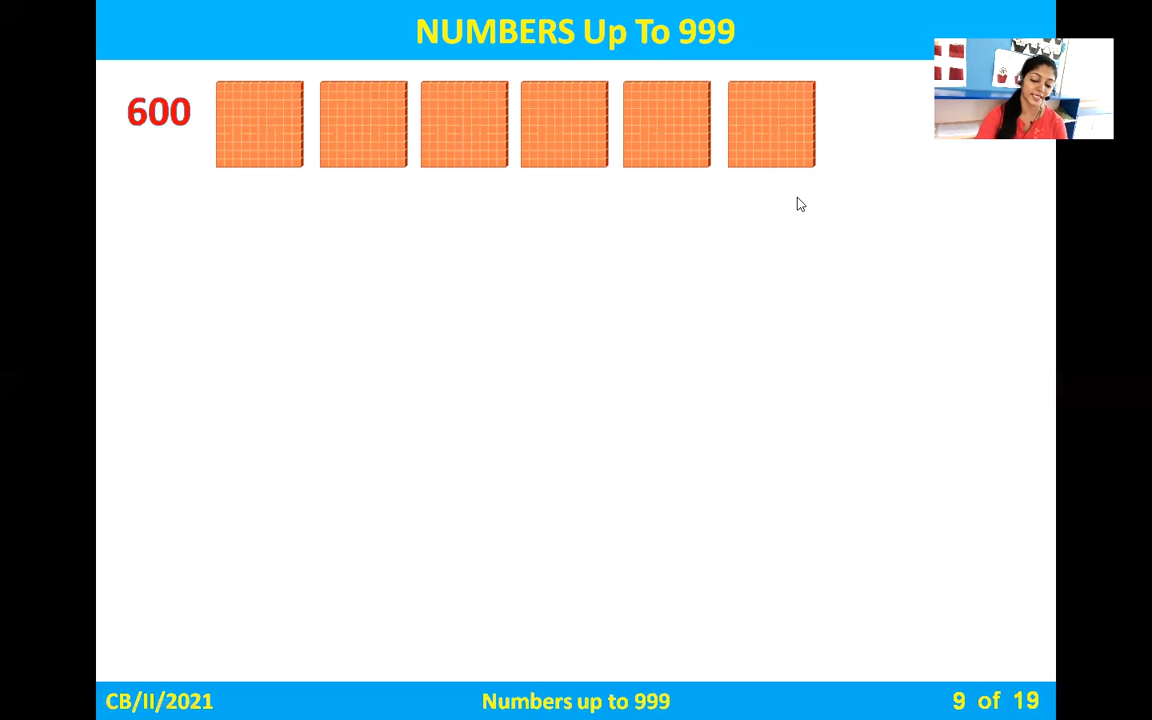 NUMBERS Up To 999
600
CB/II/2021
Numbers up to 999
9 of 19